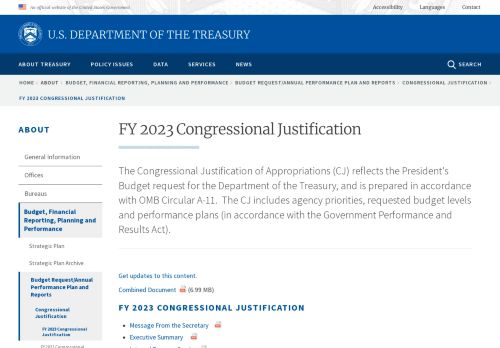 An official website of the United States Government
Accessibility Languages Contact
U.S. DEPARTMENT OF THE TREASURY
ABOUT TREASURY POLICY ISSUES DATA SERVICES NEWS SEARCH
HOME › ABOUT › BUDGET, FINANCIAL REPORTING, PLANNING AND PERFORMANCE › BUDGET REQUEST/ANNUAL PERFORMANCE PLAN AND REPORTS › CONGRESSIONAL JUSTIFICATION ›
FY 2023 CONGRESSIONAL JUSTIFICATION
ABOUT
General Information
Offices
Bureaus
Budget, Financial
Reporting, Planning and
Performance
Strategic Plan
Strategic Plan Archive
Budget Request/Annual
Performance Plan and
Reports
Congressional
Justification
FY 2023 Congressional
Justification
FY 2023 Congressional Justification
The Congressional Justification of Appropriations (CJ) reflects the President's
Budget request for the Department of the Treasury, and is prepared in accordance
with OMB Circular A-11. The CJ includes agency priorities, requested budget levels
and performance plans (in accordance with the Government Performance and
Results Act).
Get updates to this content.
Combined Document (6.99 MB)
FY 2023 CONGRESSIONAL JUSTIFICATION
Message From the Secretary
Executive Summary